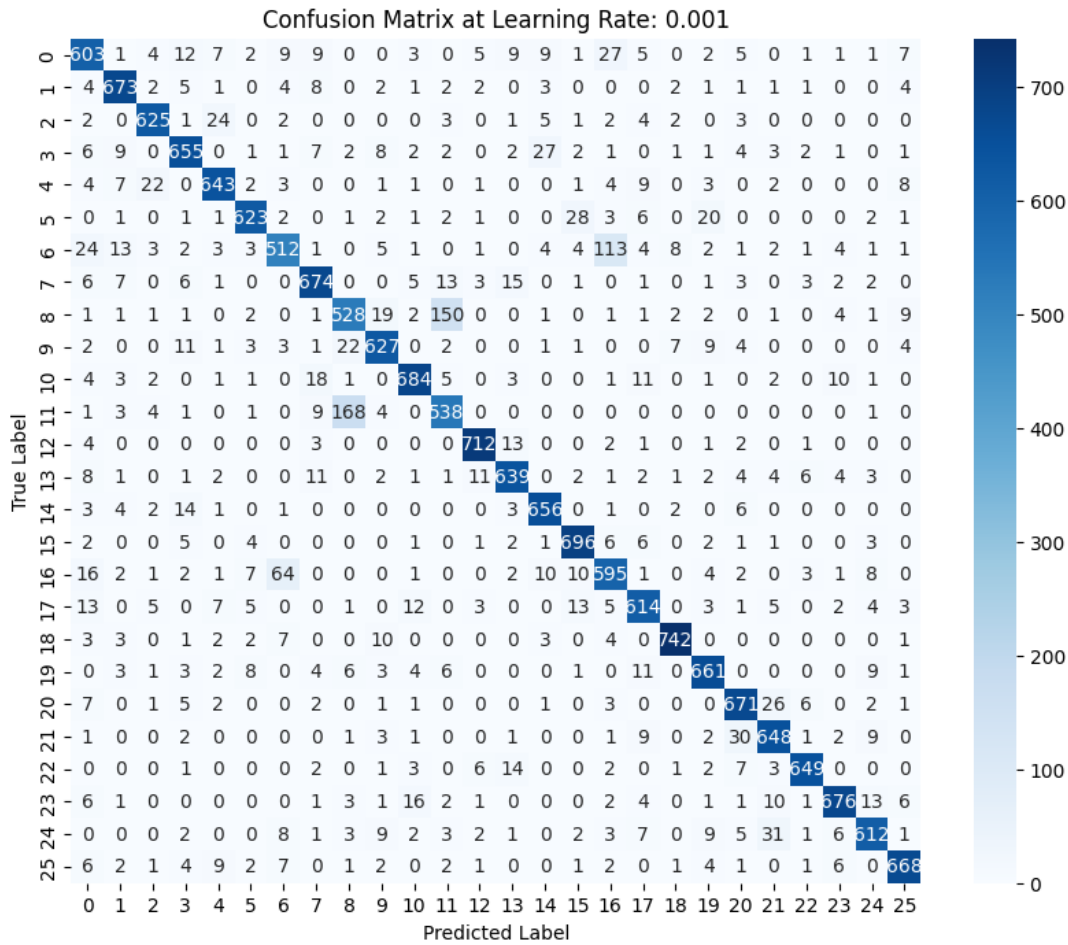 Confusion Matrix at Learning Rate: 0.001
0 603 1 4 12 7 2 9 9 0 0 3 0 5 9 9 1 27 5 0 2 5 0 1 1 1 7
1 4 673 2 5 1 0 4 8 0 2 1 2 2 0 3 0 0 0 2 1 1 1 1 0 0 4
2 2 0 625 1 24 0 2 0 0 0 0 3 0 1 5 1 2 4 2 0 3 0 0 0 0 0
3 6 9 0 655 0 1 1 7 2 8 2 2 0 2 27 2 1 0 1 1 4 3 2 1 0 1
4 4 7 22 0 643 2 3 0 0 1 1 0 1 0 0 1 4 9 0 3 0 2 0 0 0 8
5 0 1 0 1 1 623 2 0 1 2 1 2 1 0 0 28 3 6 0 20 0 0 0 0 2 1
6 24 13 3 2 3 3 512 1 0 5 1 0 1 0 4 4 113 4 8 2 1 2 1 4 1 1
7 6 7 0 6 1 0 0 674 0 0 5 13 3 15 0 1 0 1 0 1 3 0 3 2 2 0
8 1 1 1 1 0 2 0 1 528 19 2 150 0 0 1 0 1 1 2 2 0 1 0 4 1 9
9 2 0 0 11 1 3 3 1 22 627 0 2 0 0 1 1 0 0 7 9 4 0 0 0 0 4
10 4 3 2 0 1 1 0 18 1 0 684 5 0 3 0 0 1 11 0 1 0 2 0 10 1 0
11 1 3 4 1 0 1 0 9 168 4 0 538 0 0 0 0 0 0 0 0 0 0 0 0 1 0
12 4 0 0 0 0 0 0 3 0 0 0 0 712 13 0 0 2 1 0 1 2 0 1 0 0 0
13 8 1 0 1 2 0 0 11 0 2 1 1 11 639 0 2 1 2 1 2 4 4 6 4 3 0
14 3 4 2 14 1 0 1 0 0 0 0 0 0 3 656 0 1 0 2 0 6 0 0 0 0 0
15 2 0 0 5 0 4 0 0 0 0 1 0 1 2 1 696 6 6 0 2 1 1 0 0 3 0
16 16 2 1 2 1 7 64 0 0 0 1 0 0 2 10 10 595 1 0 4 2 0 3 1 8 0
17 13 0 5 0 7 5 0 0 1 0 12 0 3 0 0 13 5 614 0 3 1 5 0 2 4 3
18 3 3 0 1 2 2 7 0 0 10 0 0 0 0 3 0 4 0 742 0 0 0 0 0 0 1
19 0 3 1 3 2 8 0 4 6 3 4 6 0 0 0 1 0 11 0 661 0 0 0 0 9 1
20 7 0 1 5 2 0 0 2 0 1 1 0 0 0 1 0 3 0 0 0 671 26 6 0 2 1
21 1 0 0 2 0 0 0 0 1 3 1 0 0 1 0 0 1 9 0 2 30 648 1 2 9 0
22 0 0 0 1 0 0 0 2 0 1 3 0 6 14 0 0 2 0 1 2 7 3 649 0 0 0
23 6 1 0 0 0 0 0 1 3 1 16 2 1 0 0 0 2 4 0 1 1 10 1 676 13 6
24 0 0 0 2 0 0 8 1 3 9 2 3 1 0 2 3 7 0 9 5 31 1 6 612 1
25 6 2 1 4 9 2 7 0 1 2 0 1 0 0 2 0 2 0 1 4 1 0 1 6 0 668
0 1 2 3 4 5 6 7 8 9 10 11 12 13 14 15 16 17 18 19 20 21 22 23 24 25
Predicted Label
True Label
700
600
500
400
300
200
100
0